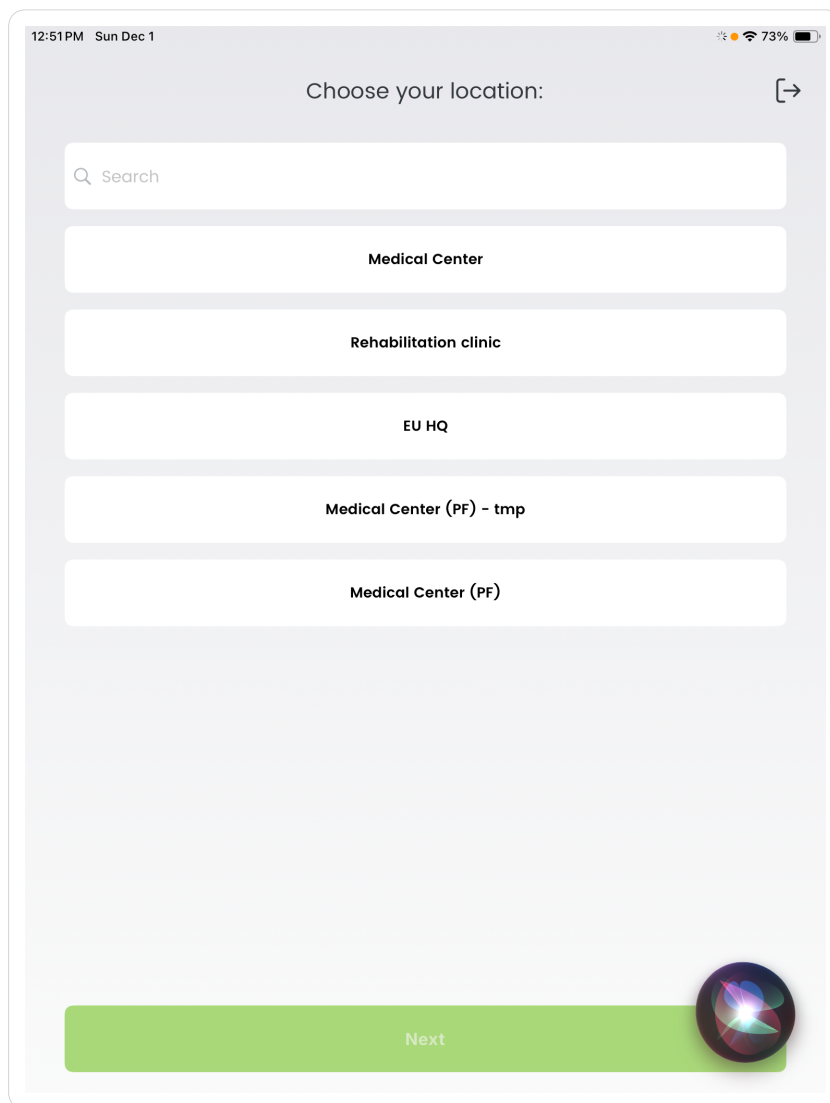 12:51 PM Sun Dec 1 73%
Choose your location:
Search
Medical Center
Rehabilitation clinic
EU HQ
Medical Center (PF) - tmp
Medical Center (PF)
Next